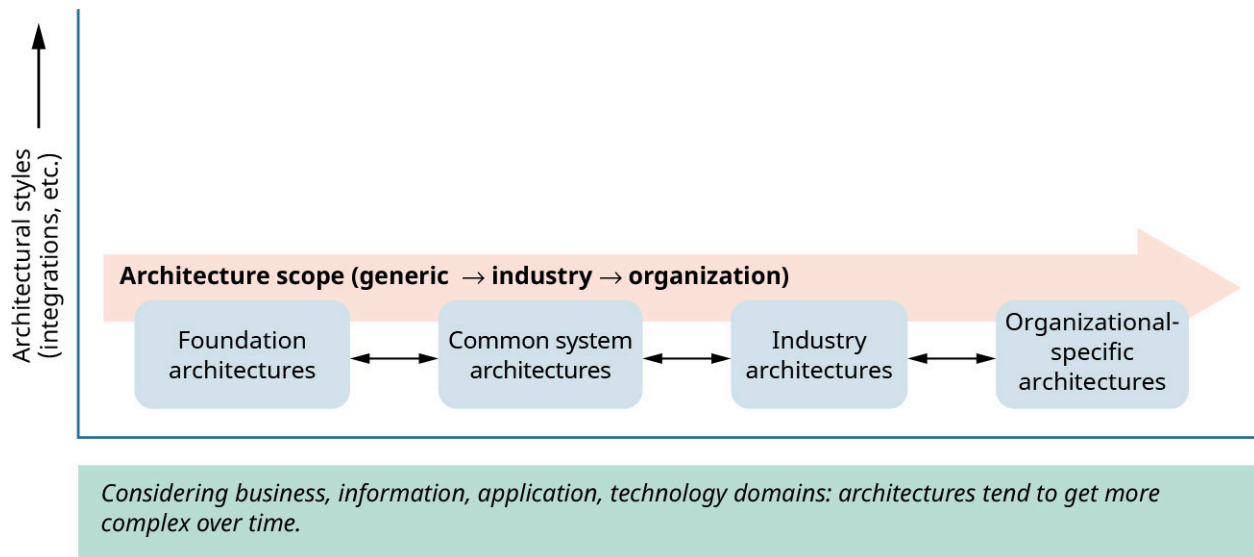 Architectural styles
(integrations, etc.)
Architecture scope (generic → industry → organization)
Foundation
architectures
Common system
architectures
Industry
architectures
Organizational-
specific
architectures
Considering business, information, application, technology domains: architectures tend to get more
complex over time.